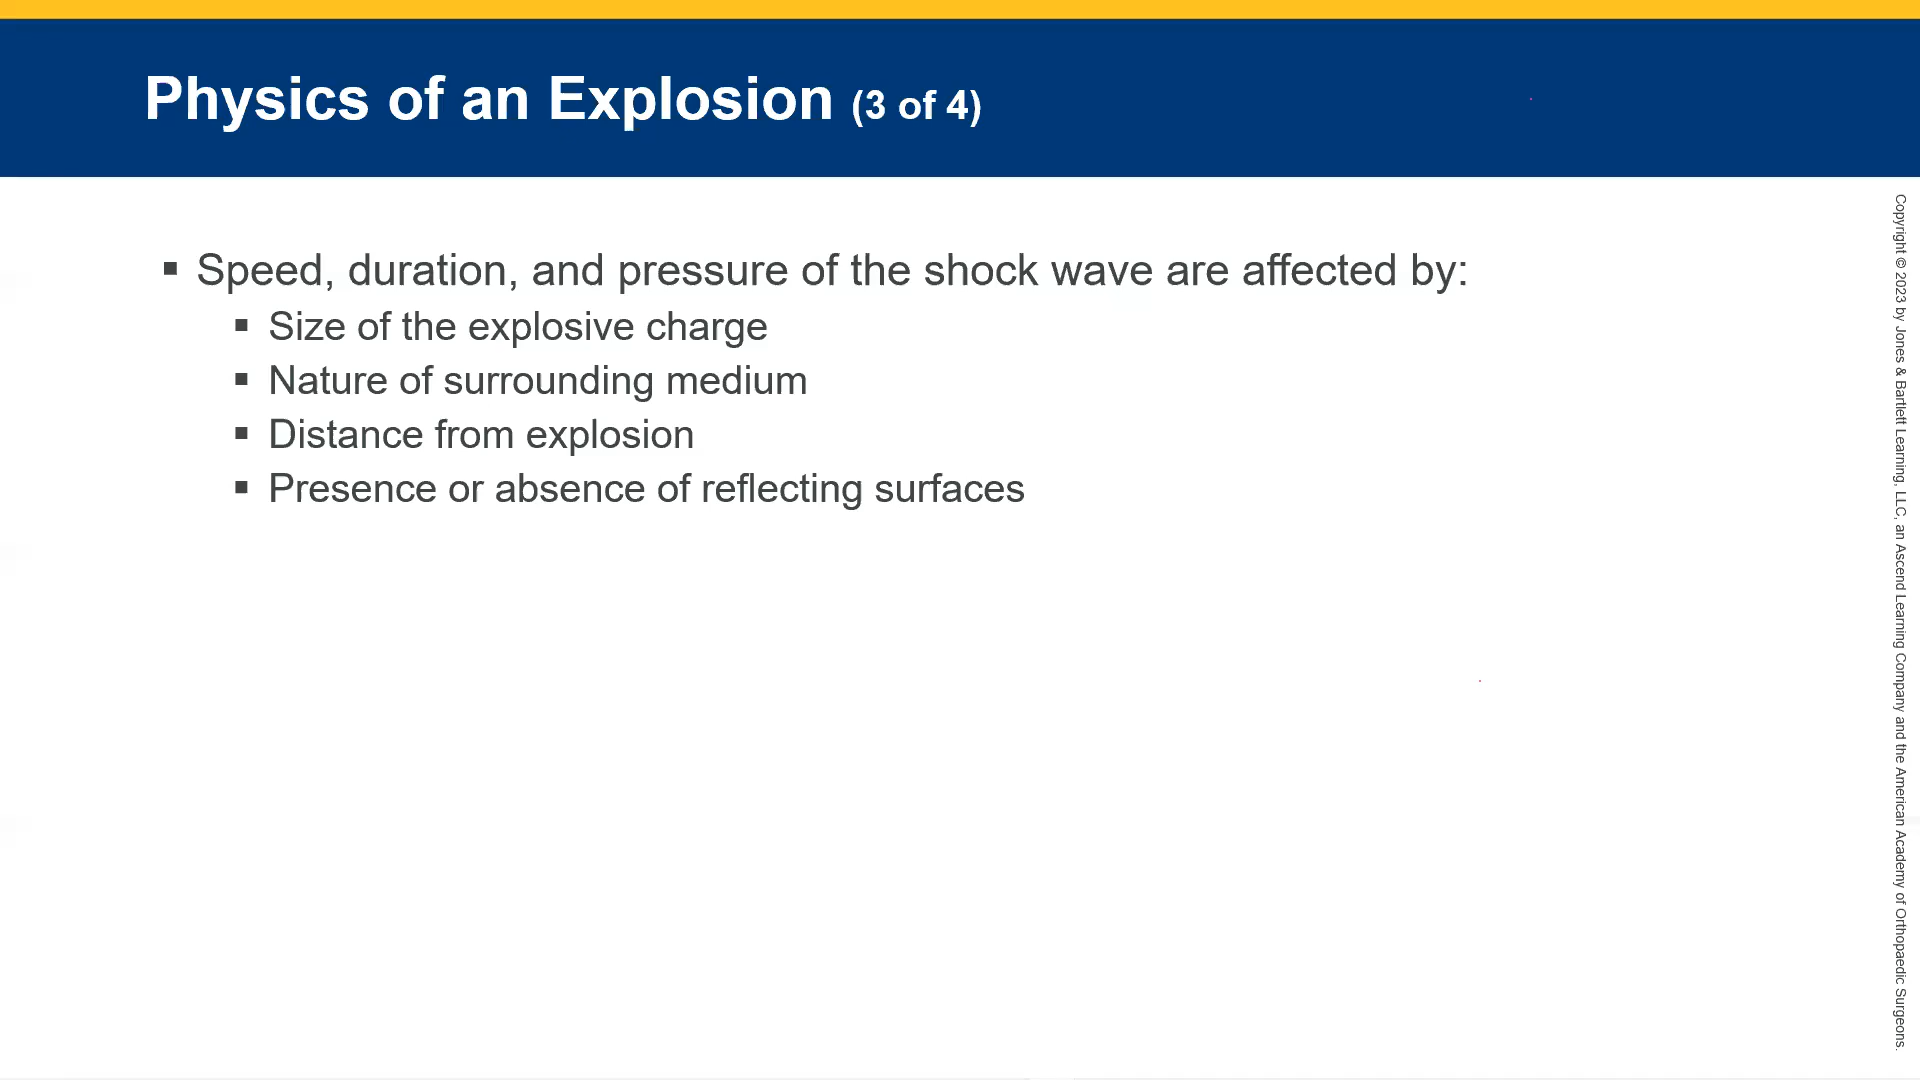 Physics of an Explosion (3 of 4)
▪ Speed, duration, and pressure of the shock wave are affected by:
▪ Size of the explosive charge
▪ Nature of surrounding medium
▪ Distance from explosion
▪ Presence or absence of reflecting surfaces
Copyright © 2023 by Jones & Bartlett Learning, LLC, an Ascend Learning Company and the American Academy of Orthopaedic Surgeons.